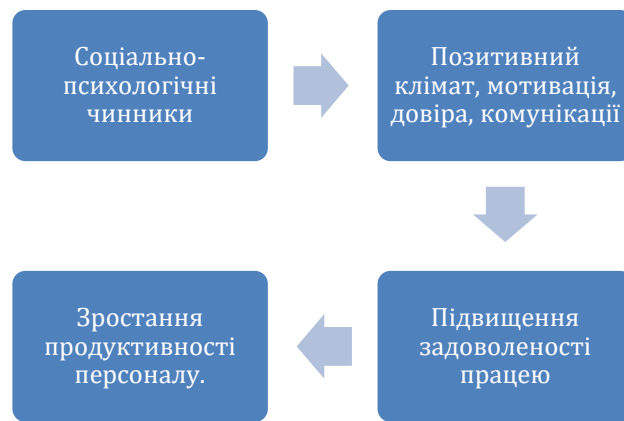 Соціально-
психологічні
чинники
Позитивний
клімат, мотивація,
довіра, комунікації
Підвищення
задоволеності
працею
Зростання
продуктивності
персоналу.